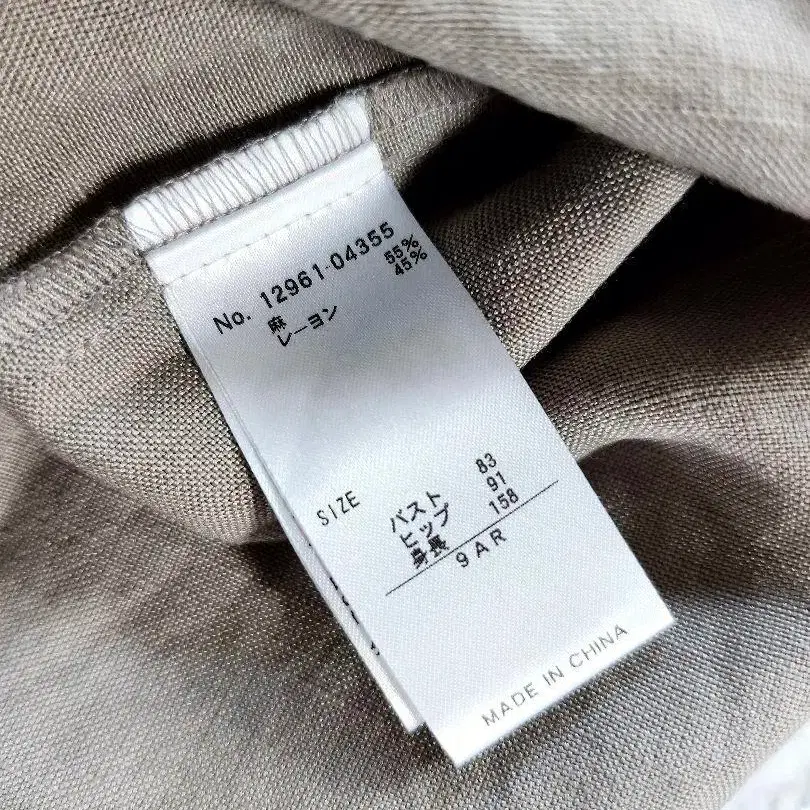 No. 12961-04355
麻 55%
レーヨン 45%
SIZE
バスト 83
ヒップ 91
身長 158
9AR
MADE IN CHINA